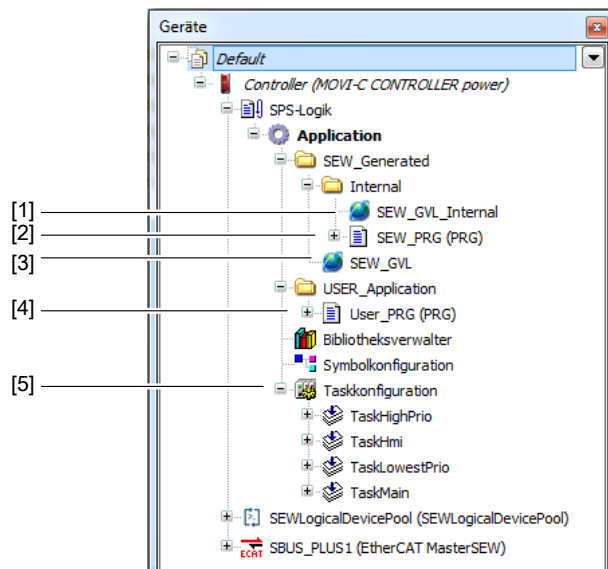 Geräte
Default
Controller (MOVI-C CONTROLLER power)
SPS-Logik
Application
SEW_Generated
Internal
[1] SEW_GVL_Internal
[2] SEW_PRG (PRG)
[3] SEW_GVL
USER_Application
[4] User_PRG (PRG)
Bibliotheksverwalter
Symbolkonfiguration
[5] Taskkonfiguration
TaskHighPrio
TaskHmi
TaskLowestPrio
TaskMain
SEWLogicalDevicePool (SEWLogicalDevicePool)
ECAT SBUS_PLUS1 (EtherCAT MasterSEW)